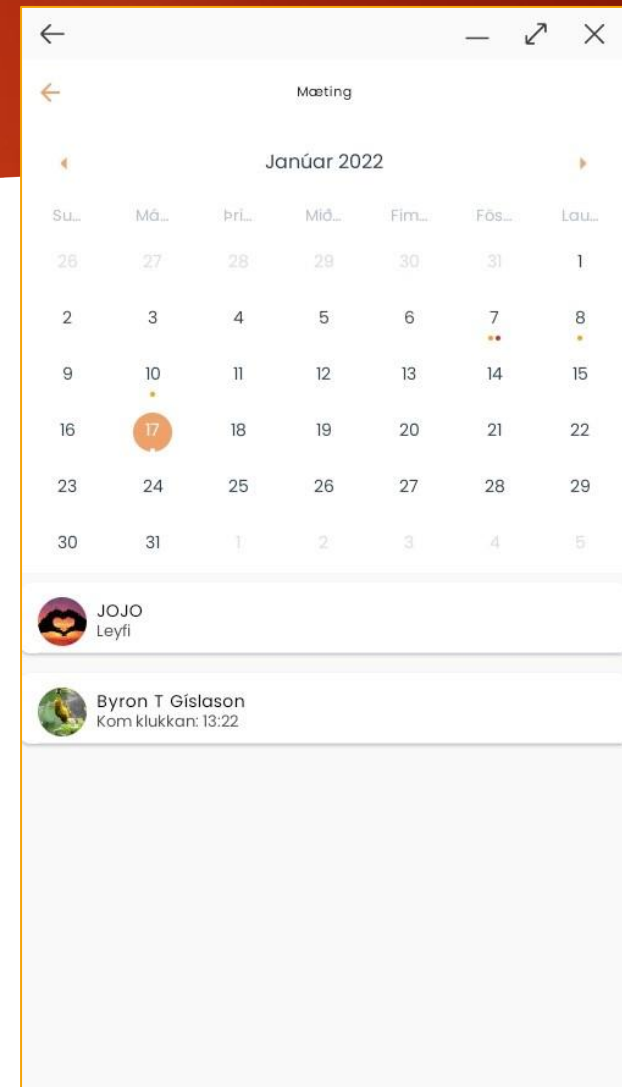 Mæting
Janúar 2022
Su... Má... Þri... Mið... Fim... Fös... Lau...
26 27 28 29 30 31 1
2 3 4 5 6 7 8
9 10 11 12 13 14 15
16 17 18 19 20 21 22
23 24 25 26 27 28 29
30 31 1 2 3 4 5
JOJO
Leyfi
Byron T Gíslason
Kom klukkan: 13:22